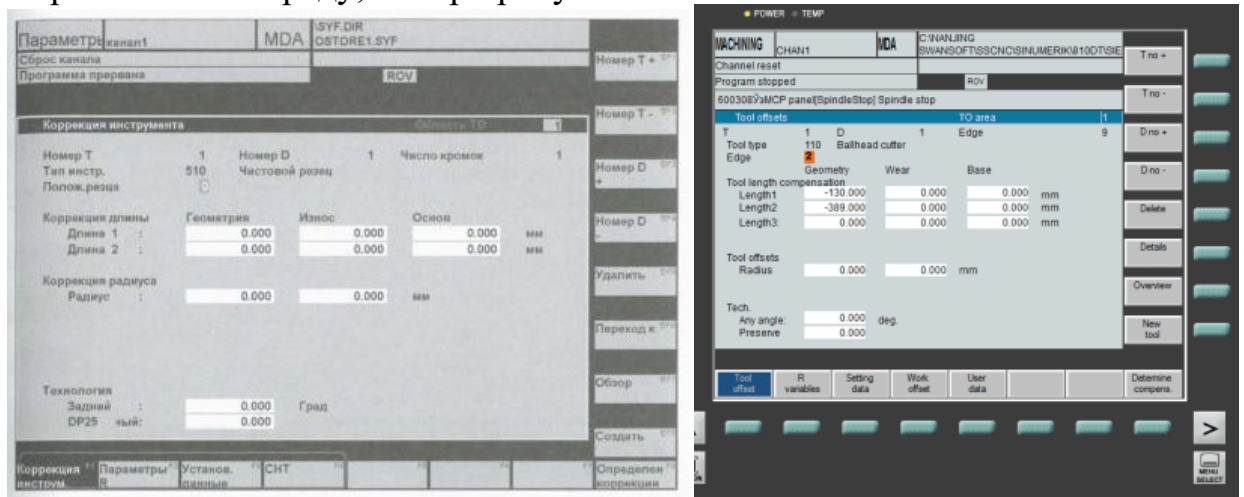 Параметры канал1 MDA \SYF.DIR
OSTORE1.SYF
Сброс канала
Программа прервана ROV
Номер T +
Номер T -
Номер D
+
Номер D
-
Удалить
Переход к
Обзор
Создать
Коррекция инструмента Область ТО 1
Номер T 1 Номер D 1 Число кромок 1
Тип инстр. 510 Чистовой резец
Полож.резца
Коррекция длины Геометрия Износ Основ
Длина 1 : 0.000 0.000 0.000 мм
Длина 2 : 0.000 0.000 0.000 мм
Коррекция радиуса
Радиус : 0.000 0.000 мм
Технология
Задний : 0.000 Град
DP25 ный: 0.000
Коррекция
инструм.
Параметры
R
Установ.
данные
СНТ
Определен
коррекции
POWER TEMP
MACHINING CHAN1 MDA C:\NANJING
SWANSOFT\SSCNC\SINUMERIK\810DT\SIE
Channel reset
Program stopped ROV
MCP panel[SpindleStop] Spindle stop
Tool offsets TO area 1
T 1 D 1 Edge 9
Tool type 110 Ballhead cutter
Edge 2
Geometry Wear Base
Tool length compensation
Length1 -130.000 0.000 0.000 mm
Length2 -389.000 0.000 0.000 mm
Length3: 0.000 0.000 0.000 mm
Tool offsets
Radius 0.000 0.000 mm
Tech.
Any angle: 0.000 deg.
Preserve 0.000
T no +
T no -
D no +
D no -
Delete
Details
Overview
New
tool
Tool
offset
R
variables
Setting
data
Work
offset
User
data
Determine
compens.
>
MENU
SELECT